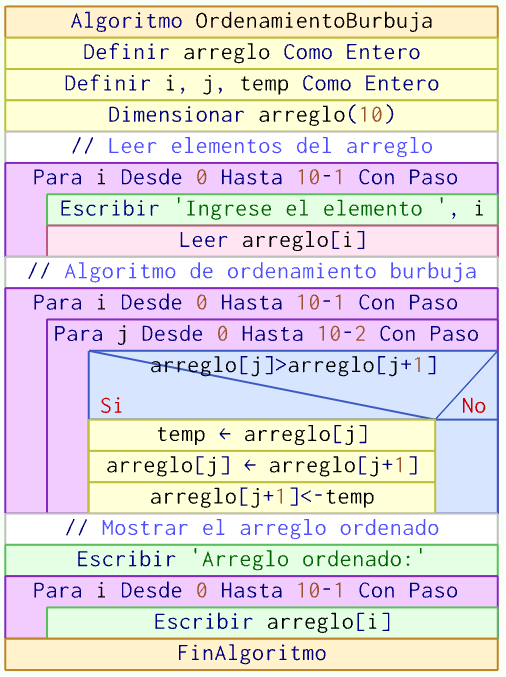 Algoritmo OrdenamientoBurbuja
Definir arreglo Como Entero
Definir i, j, temp Como Entero
Dimensionar arreglo(10)
// Leer elementos del arreglo
Para i Desde 0 Hasta 10-1 Con Paso
Escribir 'Ingrese el elemento ', i
Leer arreglo[i]
// Algoritmo de ordenamiento burbuja
Para i Desde 0 Hasta 10-1 Con Paso
Para j Desde 0 Hasta 10-2 Con Paso
arreglo[j]>arreglo[j+1]
Si No
temp ← arreglo[j]
arreglo[j] ← arreglo[j+1]
arreglo[j+1]<-temp
// Mostrar el arreglo ordenado
Escribir 'Arreglo ordenado:'
Para i Desde 0 Hasta 10-1 Con Paso
Escribir arreglo[i]
FinAlgoritmo